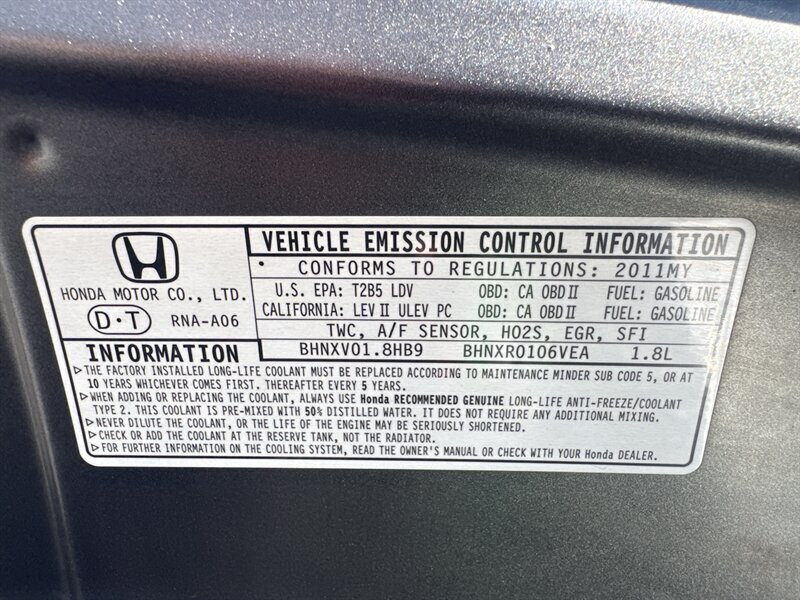 VEHICLE EMISSION CONTROL INFORMATION
CONFORMS TO REGULATIONS: 2011MY
HONDA MOTOR CO., LTD.
U.S. EPA: T2B5 LDV OBD: CA OBDⅡ FUEL: GASOLINE
CALIFORNIA: LEVⅡ ULEV PC OBD: CA OBDⅡ FUEL: GASOLINE
D·T RNA-A06
TWC, A/F SENSOR, HO2S, EGR, SFI
BHNXV01.8HB9 BHNXR0106VEA 1.8L
INFORMATION
▷THE FACTORY INSTALLED LONG-LIFE COOLANT MUST BE REPLACED ACCORDING TO MAINTENANCE MINDER SUB CODE 5, OR AT
10 YEARS WHICHEVER COMES FIRST. THEREAFTER EVERY 5 YEARS.
▷WHEN ADDING OR REPLACING THE COOLANT, ALWAYS USE Honda RECOMMENDED GENUINE LONG-LIFE ANTI-FREEZE/COOLANT
TYPE 2. THIS COOLANT IS PRE-MIXED WITH 50% DISTILLED WATER. IT DOES NOT REQUIRE ANY ADDITIONAL MIXING.
▷NEVER DILUTE THE COOLANT, OR THE LIFE OF THE ENGINE MAY BE SERIOUSLY SHORTENED.
▷CHECK OR ADD THE COOLANT AT THE RESERVE TANK, NOT THE RADIATOR.
▷FOR FURTHER INFORMATION ON THE COOLING SYSTEM, READ THE OWNER'S MANUAL OR CHECK WITH YOUR Honda DEALER.